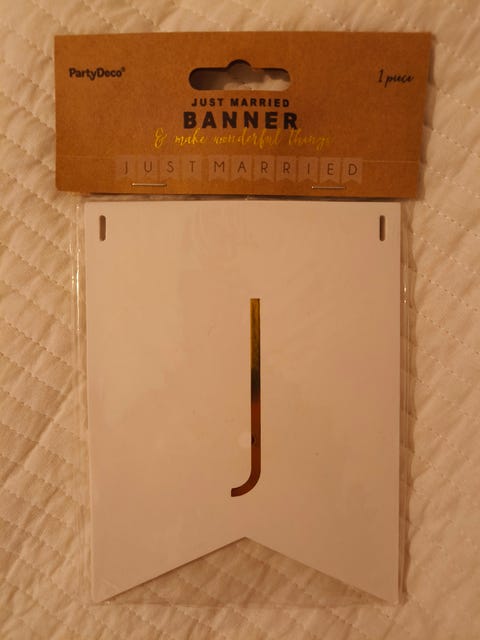 PartyDeco®
1 piece
JUST MARRIED
BANNER
& make wonderful things
JUST MARRIED
J